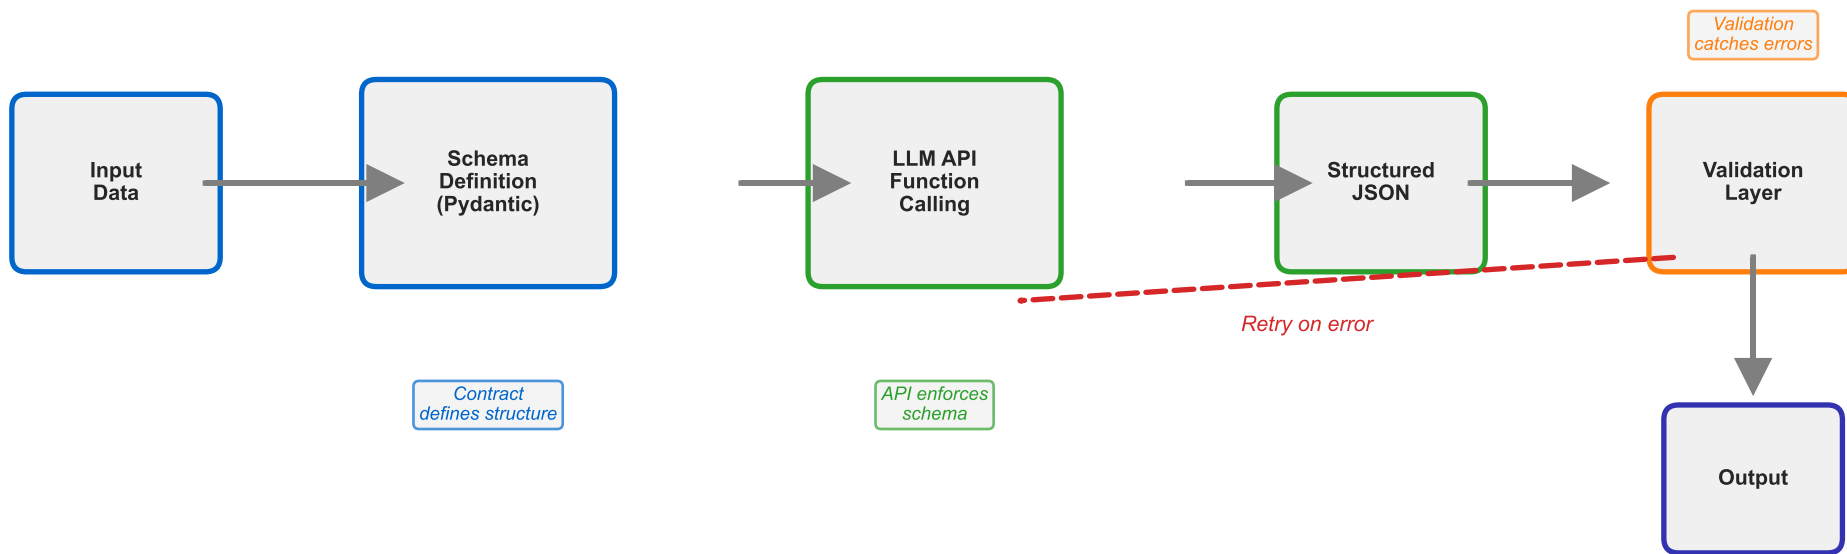 Validation
catches errors
Input
Data
Schema
Definition
(Pydantic)
LLM API
Function
Calling
Structured
JSON
Validation
Layer
Retry on error
Contract
defines structure
API enforces
schema
Output